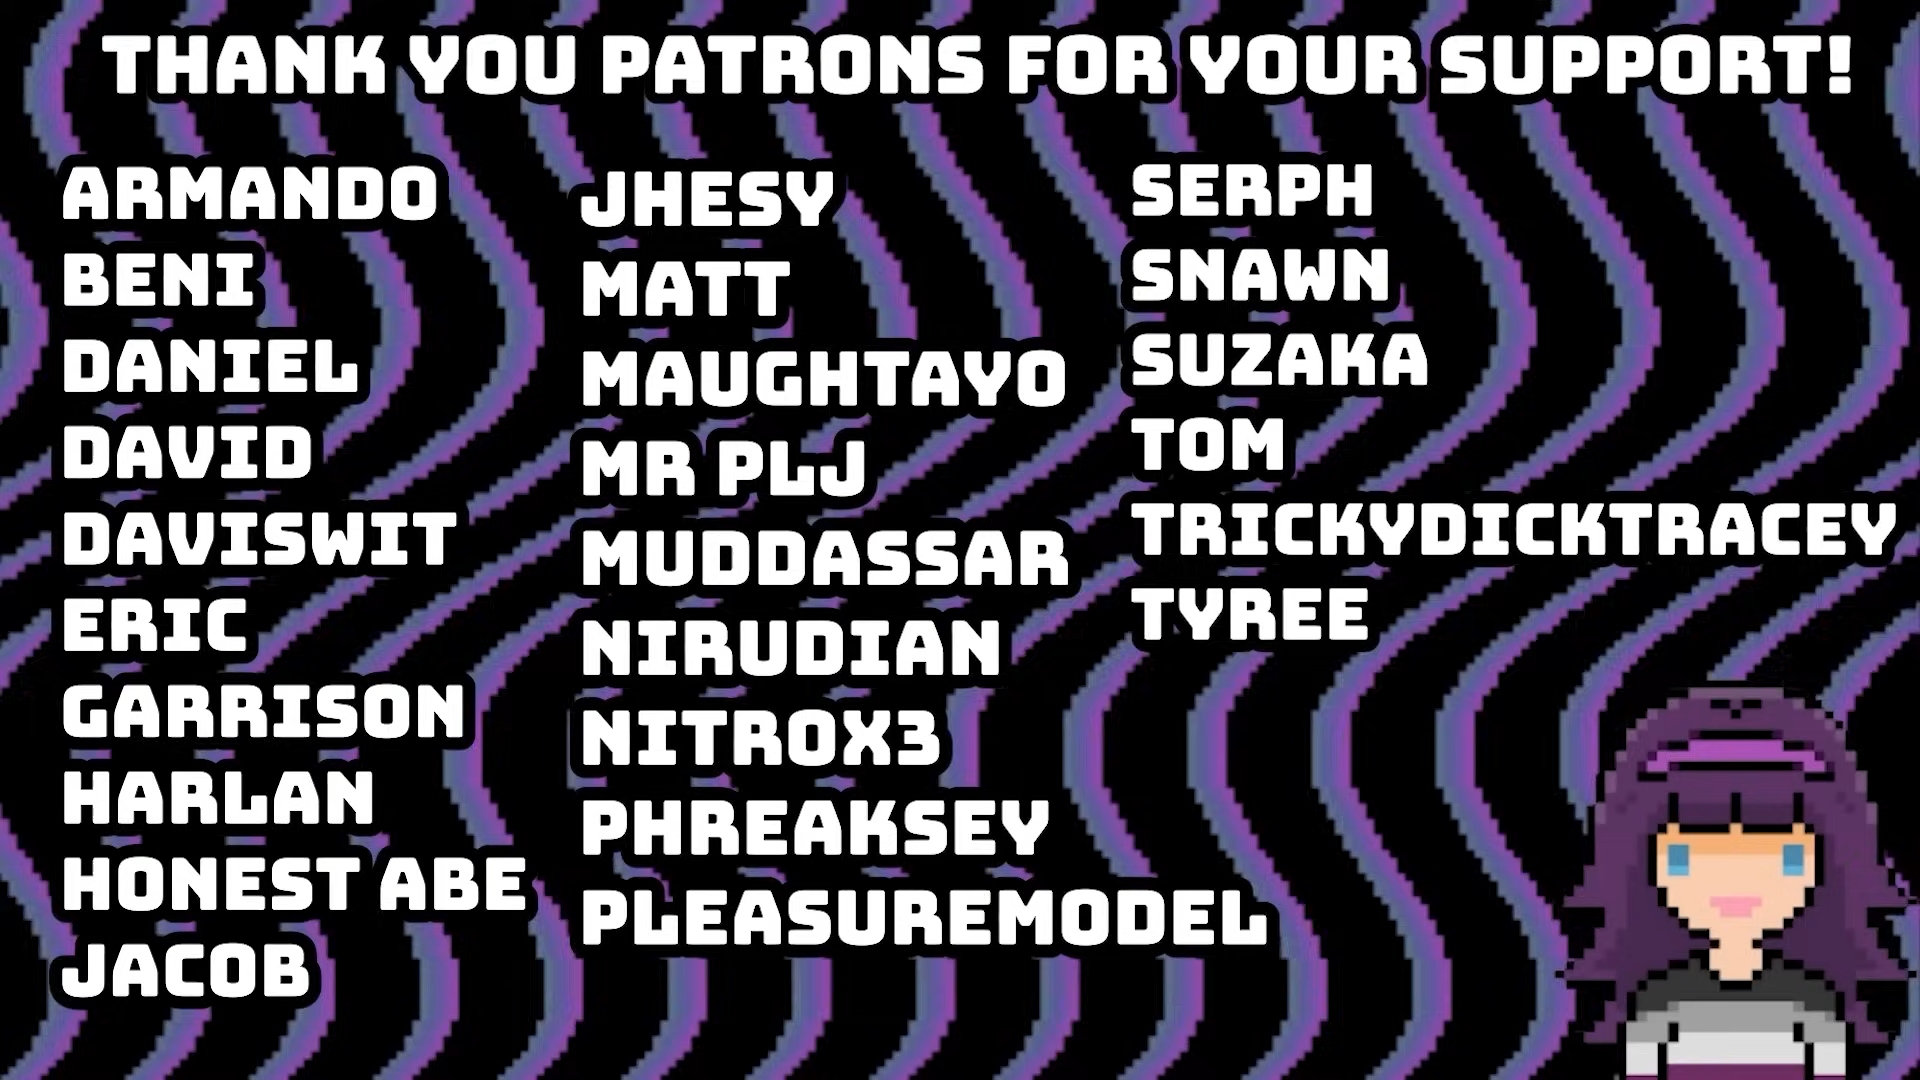 THANK YOU PATRONS FOR YOUR SUPPORT!
ARMANDO
BENI
DANIEL
DAVID
DAVISWIT
ERIC
GARRISON
HARLAN
HONEST ABE
JACOB
JHESY
MATT
MAUGHTAYO
MR PLJ
MUDDASSAR
NIRUDIAN
NITROX3
PHREAKSEY
PLEASUREMODEL
SERPH
SNAWN
SUZAKA
TOM
TRICKYDICKTRACEY
TYREE